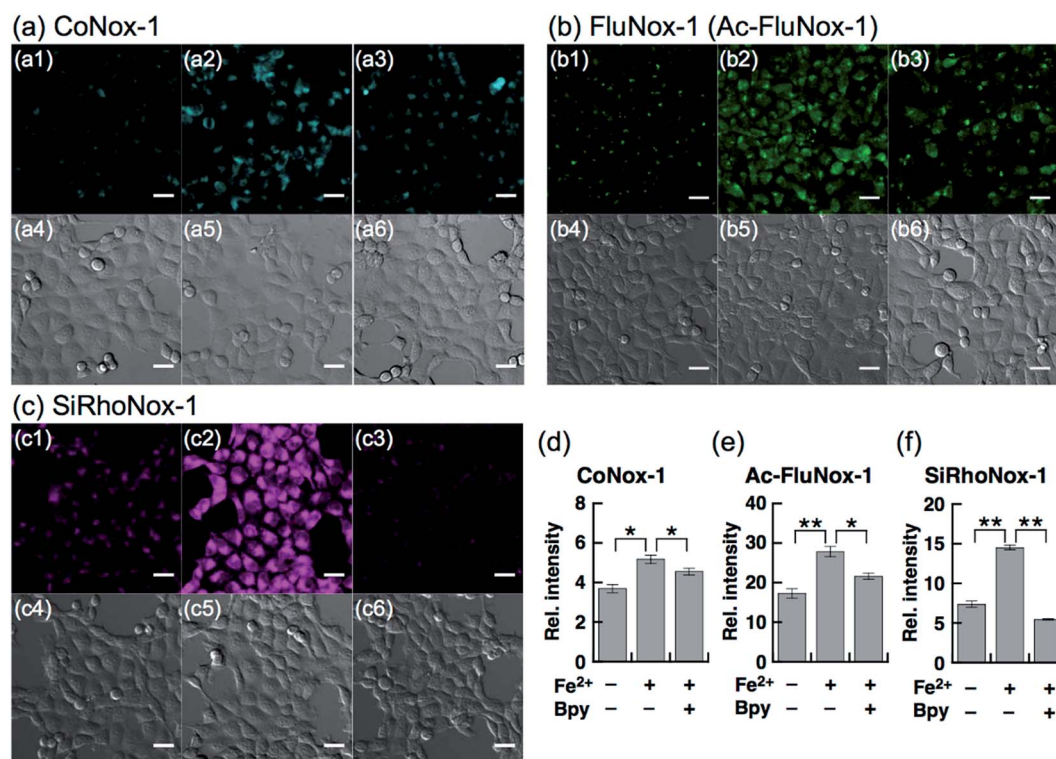 (a) CoNox-1
(a1) (a2) (a3)
(a4) (a5) (a6)
(b) FluNox-1 (Ac-FluNox-1)
(b1) (b2) (b3)
(b4) (b5) (b6)
(c) SiRhoNox-1
(c1) (c2) (c3)
(c4) (c5) (c6)
(d)
CoNox-1
Rel. intensity
8
6
4
2
0
* *
Fe²⁺ – + +
Bpy – +
(e)
Ac-FluNox-1
Rel. intensity
40
30
20
10
0
** *
Fe²⁺ – + +
Bpy – +
(f)
SiRhoNox-1
Rel. intensity
20
15
10
5
0
** **
– + +
– +